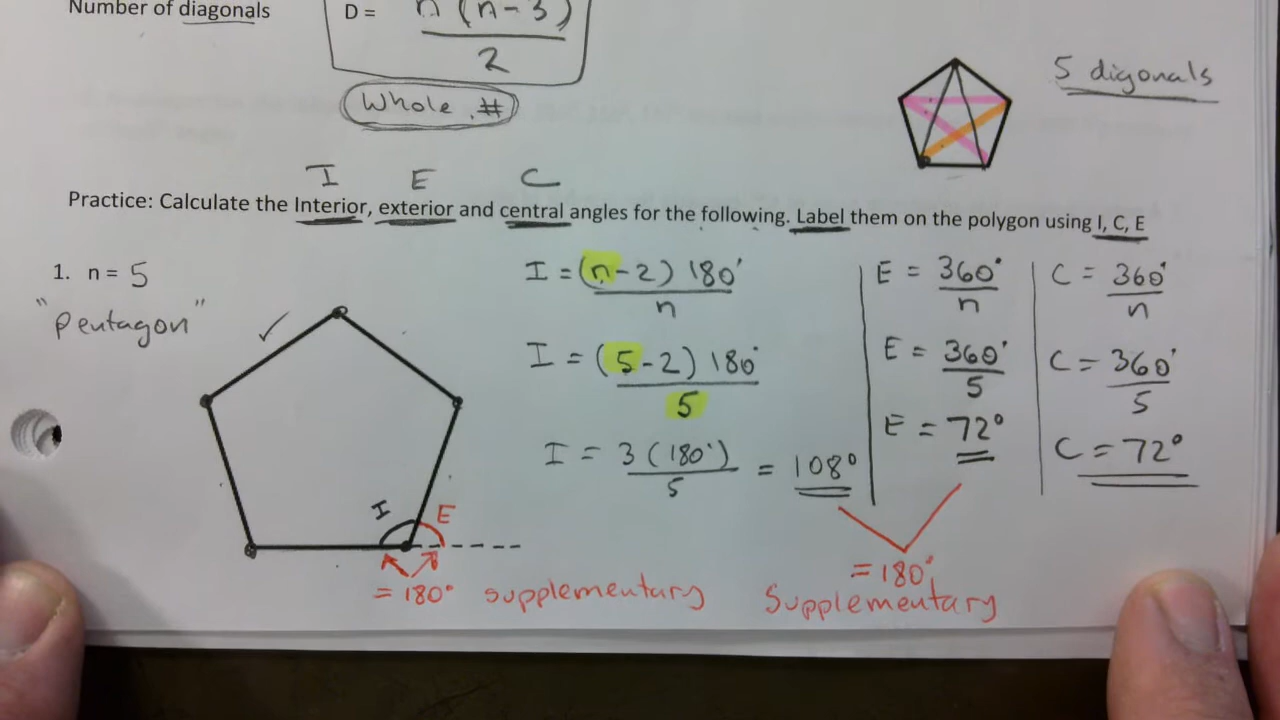 Number of diagonals
D = n (n-3)
2
Whole #
5 digonals
I E C
Practice: Calculate the Interior, exterior and central angles for the following. Label them on the polygon using I, C, E
1. n = 5
"Pentagon"
I = (n-2) 180°
n
I = (5-2) 180°
5
I = 3 (180°) = 108°
5
E = 360°
n
E = 360°
5
E = 72°
C = 360°
n
C = 360°
5
C = 72°
I
E
= 180° supplementary
= 180°
Supplementary